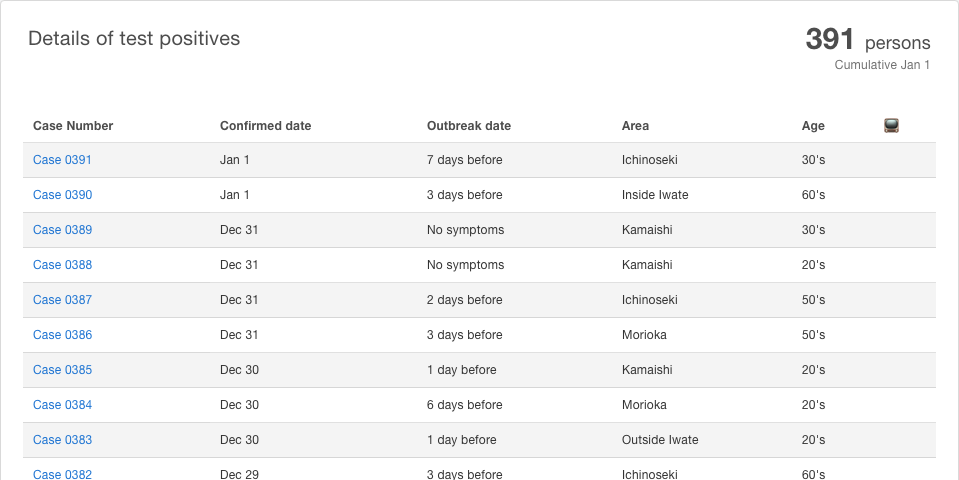 Details of test positives
391 persons
Cumulative Jan 1
Case Number Confirmed date Outbreak date Area Age
Case 0391 Jan 1 7 days before Ichinoseki 30's
Case 0390 Jan 1 3 days before Inside Iwate 60's
Case 0389 Dec 31 No symptoms Kamaishi 30's
Case 0388 Dec 31 No symptoms Kamaishi 20's
Case 0387 Dec 31 2 days before Ichinoseki 50's
Case 0386 Dec 31 3 days before Morioka 50's
Case 0385 Dec 30 1 day before Kamaishi 20's
Case 0384 Dec 30 6 days before Morioka 20's
Case 0383 Dec 30 1 day before Outside Iwate 20's
Case 0382 Dec 29 3 days before Ichinoseki 60's